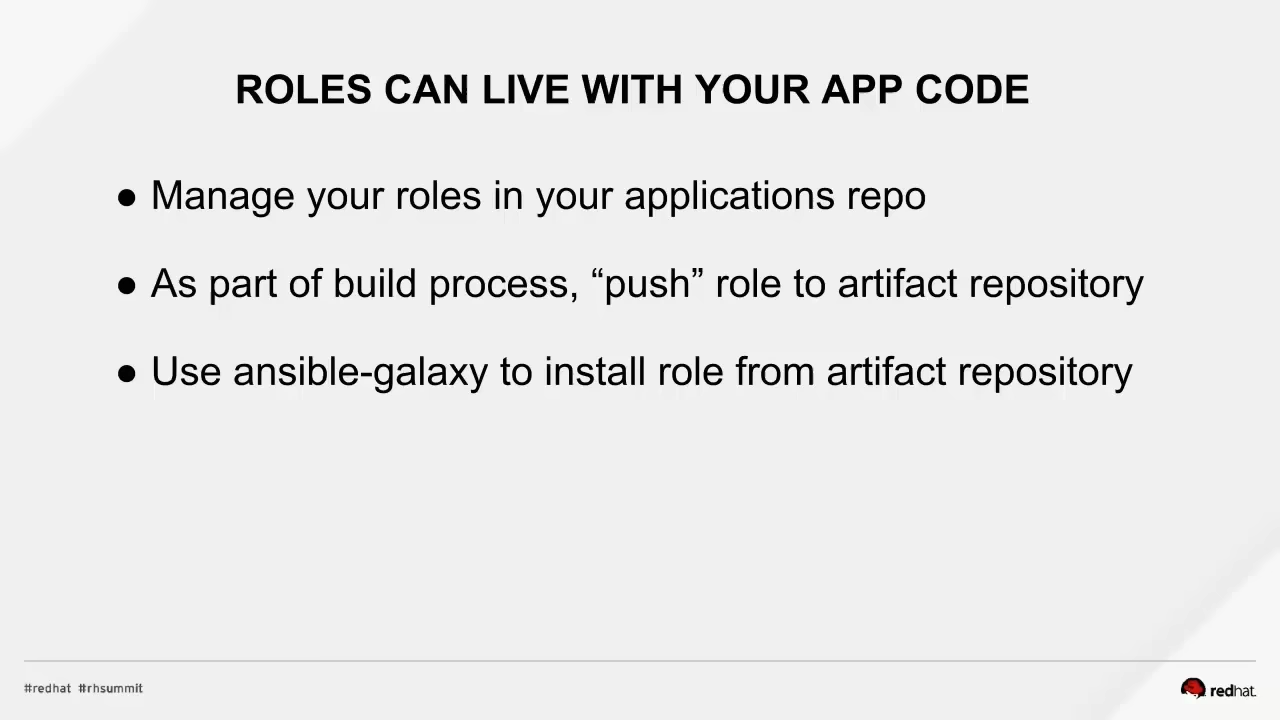 ROLES CAN LIVE WITH YOUR APP CODE
● Manage your roles in your applications repo
● As part of build process, “push” role to artifact repository
● Use ansible-galaxy to install role from artifact repository
#redhat #rhsummit
redhat.